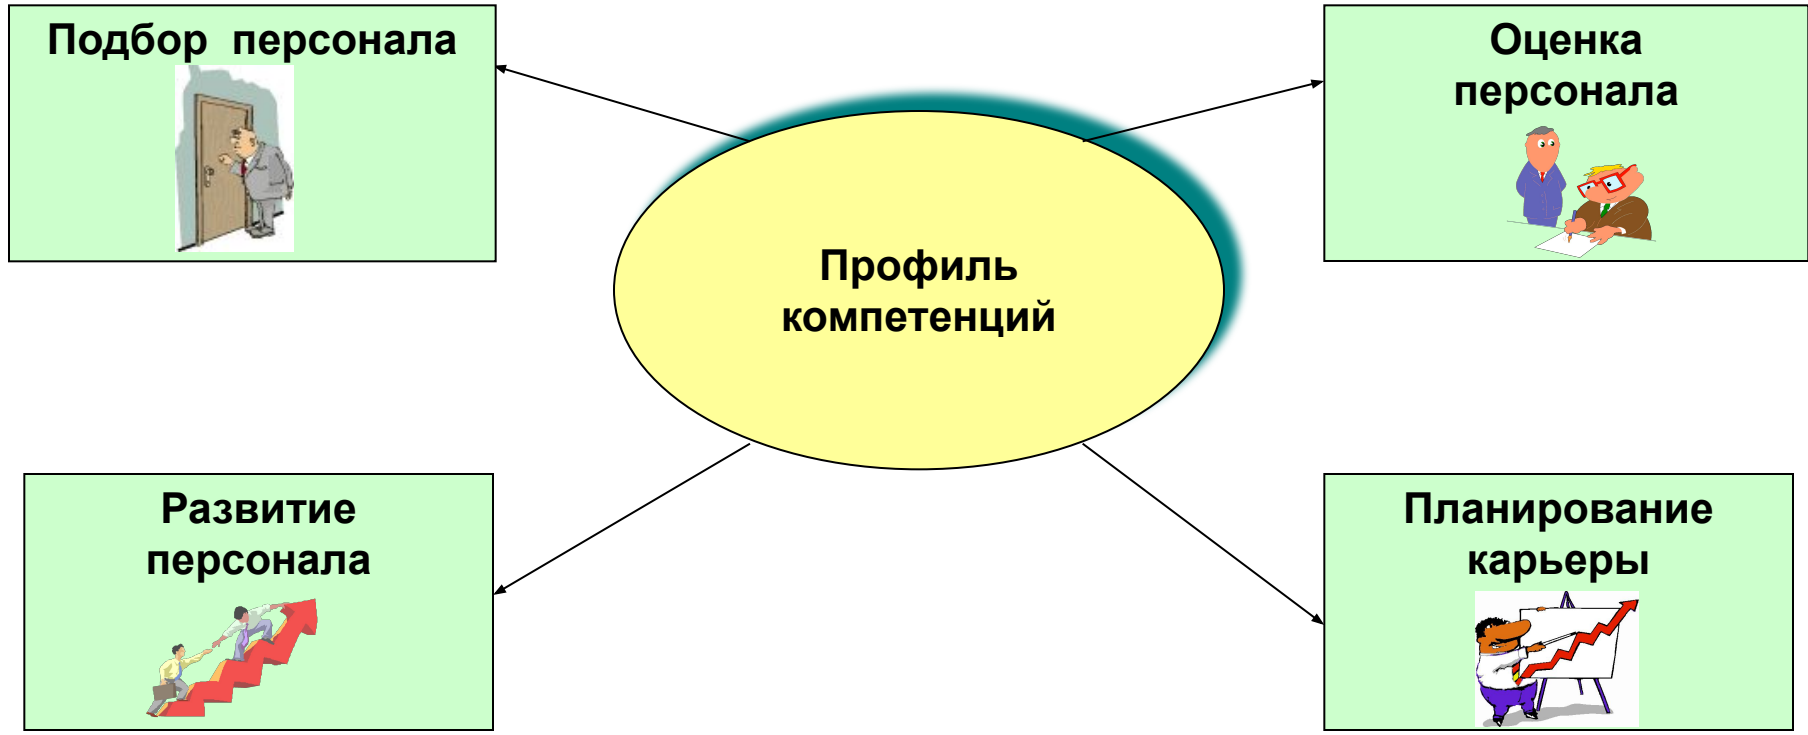 Подбор персонала
Оценка
персонала
Профиль
компетенций
Развитие
персонала
Планирование
карьеры